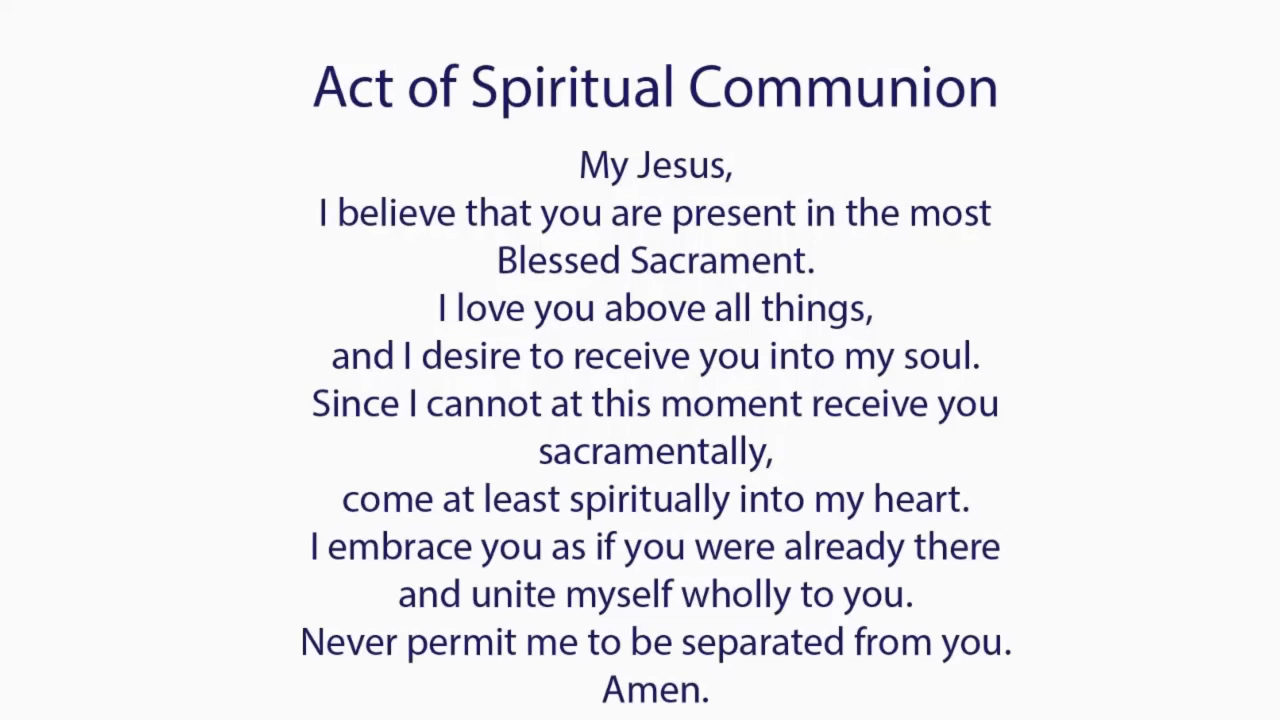 Act of Spiritual Communion
My Jesus,
I believe that you are present in the most
Blessed Sacrament.
I love you above all things,
and I desire to receive you into my soul.
Since I cannot at this moment receive you
sacramentally,
come at least spiritually into my heart.
I embrace you as if you were already there
and unite myself wholly to you.
Never permit me to be separated from you.
Amen.